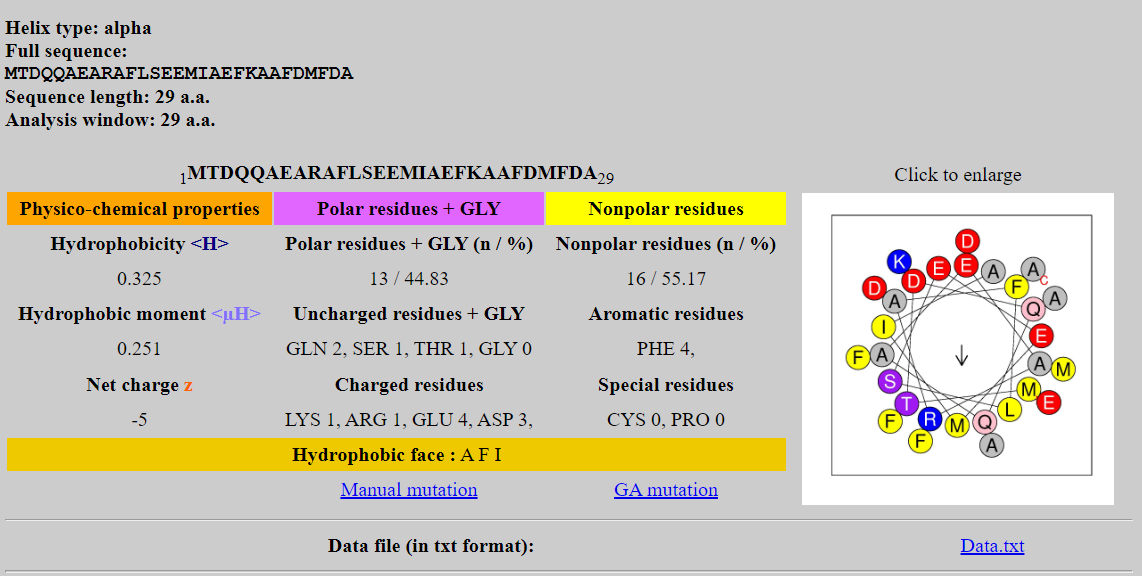 Helix type: alpha
Full sequence:
MTDQQAEARAFLSEEMIAEFKAAFDMFDA
Sequence length: 29 a.a.
Analysis window: 29 a.a.
1MTDQQAEARAFLSEEMIAEFKAAFDMFDA29
Click to enlarge
Physico-chemical properties Polar residues + GLY Nonpolar residues
Hydrophobicity <H> Polar residues + GLY (n / %) Nonpolar residues (n / %)
0.325 13 / 44.83 16 / 55.17
Hydrophobic moment <µH> Uncharged residues + GLY Aromatic residues
0.251 GLN 2, SER 1, THR 1, GLY 0 PHE 4,
Net charge z Charged residues Special residues
-5 LYS 1, ARG 1, GLU 4, ASP 3, CYS 0, PRO 0
Hydrophobic face : A F I
Manual mutation GA mutation
D
K E E A A
D D F C
A Q A
I E
F A A M
S M
T E
F R M Q L
F A
Data file (in txt format): Data.txt